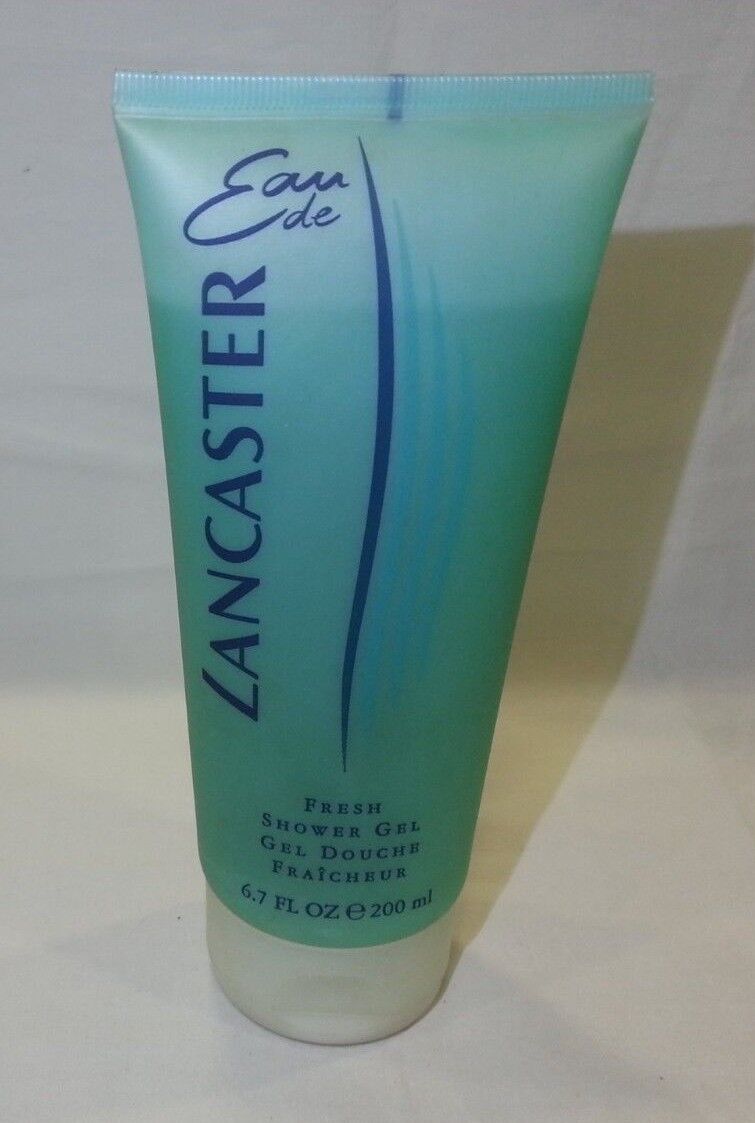 Eau
de
LANCASTER
FRESH
SHOWER GEL
GEL DOUCHE
FRAÎCHEUR
6.7 FL OZ ℮ 200 ml